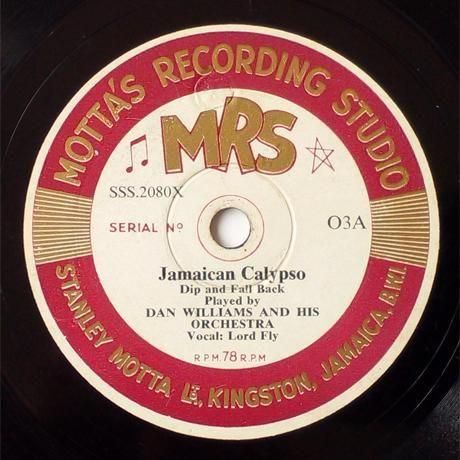 MOTTA'S RECORDING STUDIO
MRS
SSS.2080X
SERIAL Nº
O3A
Jamaican Calypso
Dip and Fall Back
Played by
DAN WILLIAMS AND HIS
ORCHESTRA
Vocal: Lord Fly
R.P.M. 78 R.P.M
STANLEY MOTTA LT., KINGSTON, JAMAICA, B.W.I.